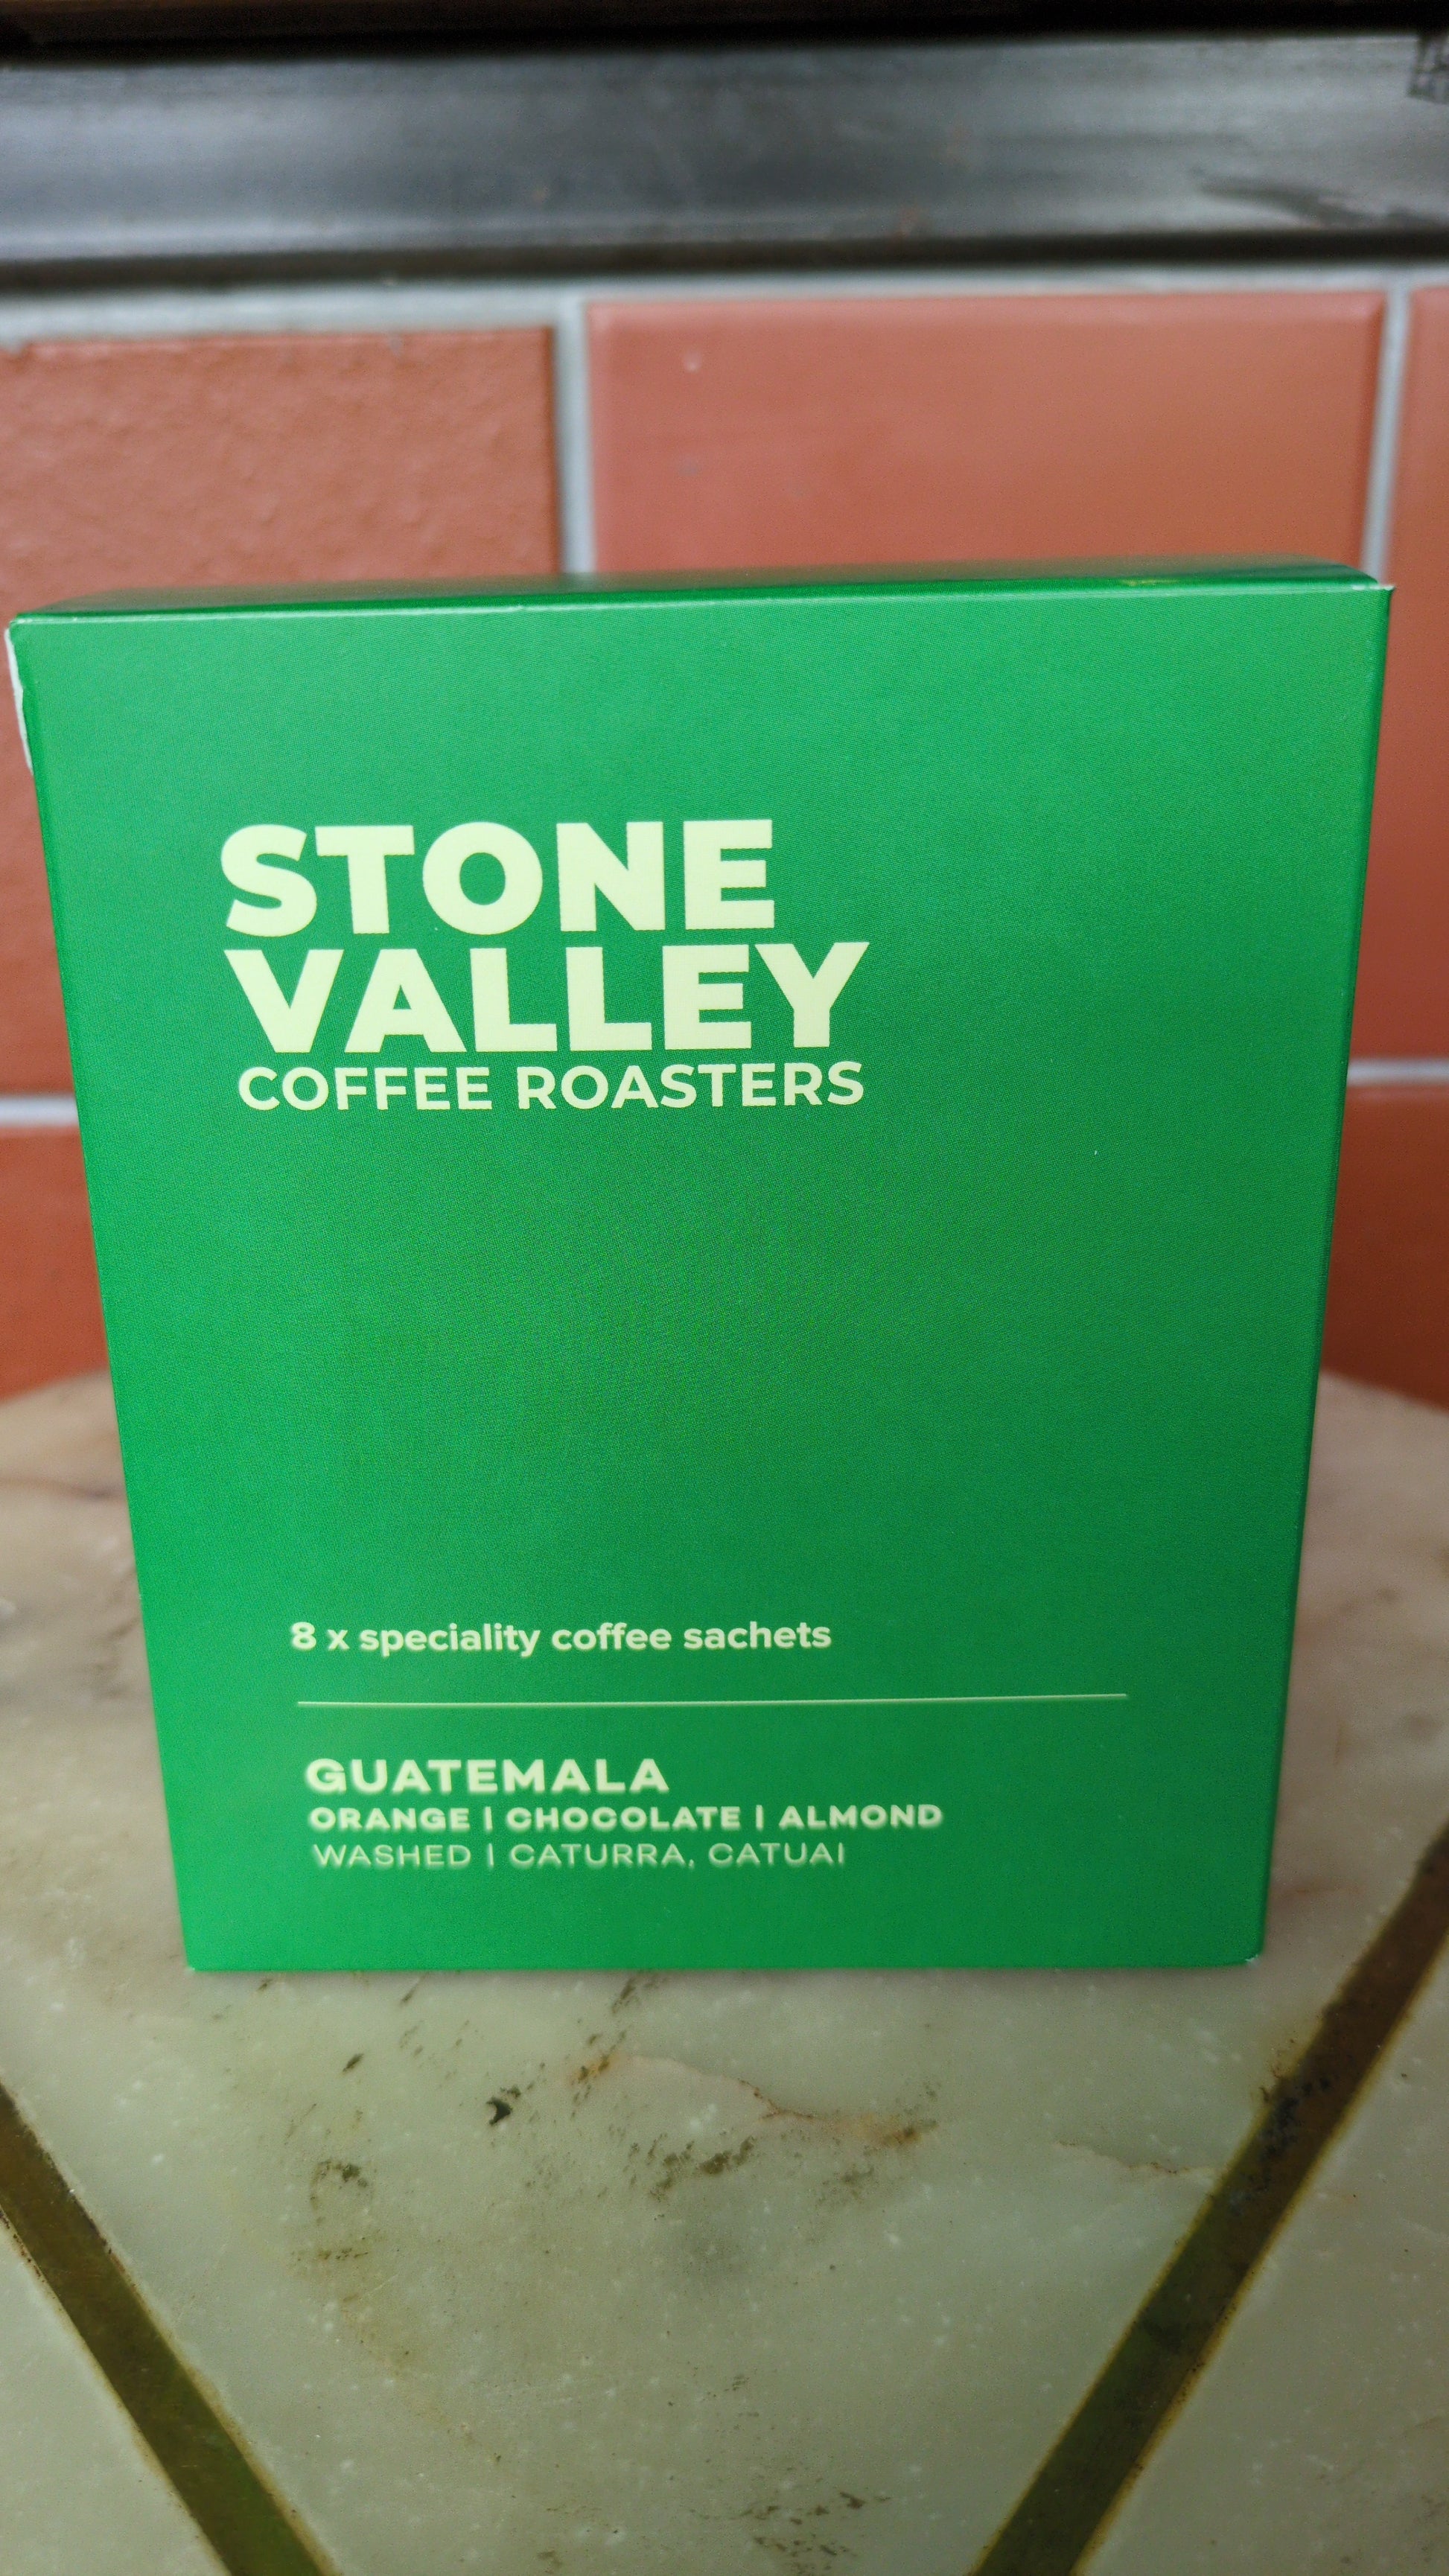 STONE
VALLEY
COFFEE ROASTERS
8 x speciality coffee sachets
GUATEMALA
ORANGE | CHOCOLATE | ALMOND
WASHED | CATURRA, CATUAI